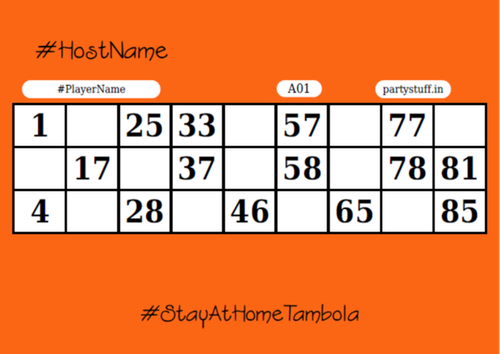 #HostName
#PlayerName A01 partystuff.in
1 25 33 57 77
17 37 58 78 81
4 28 46 65 85
#StayAtHomeTambola